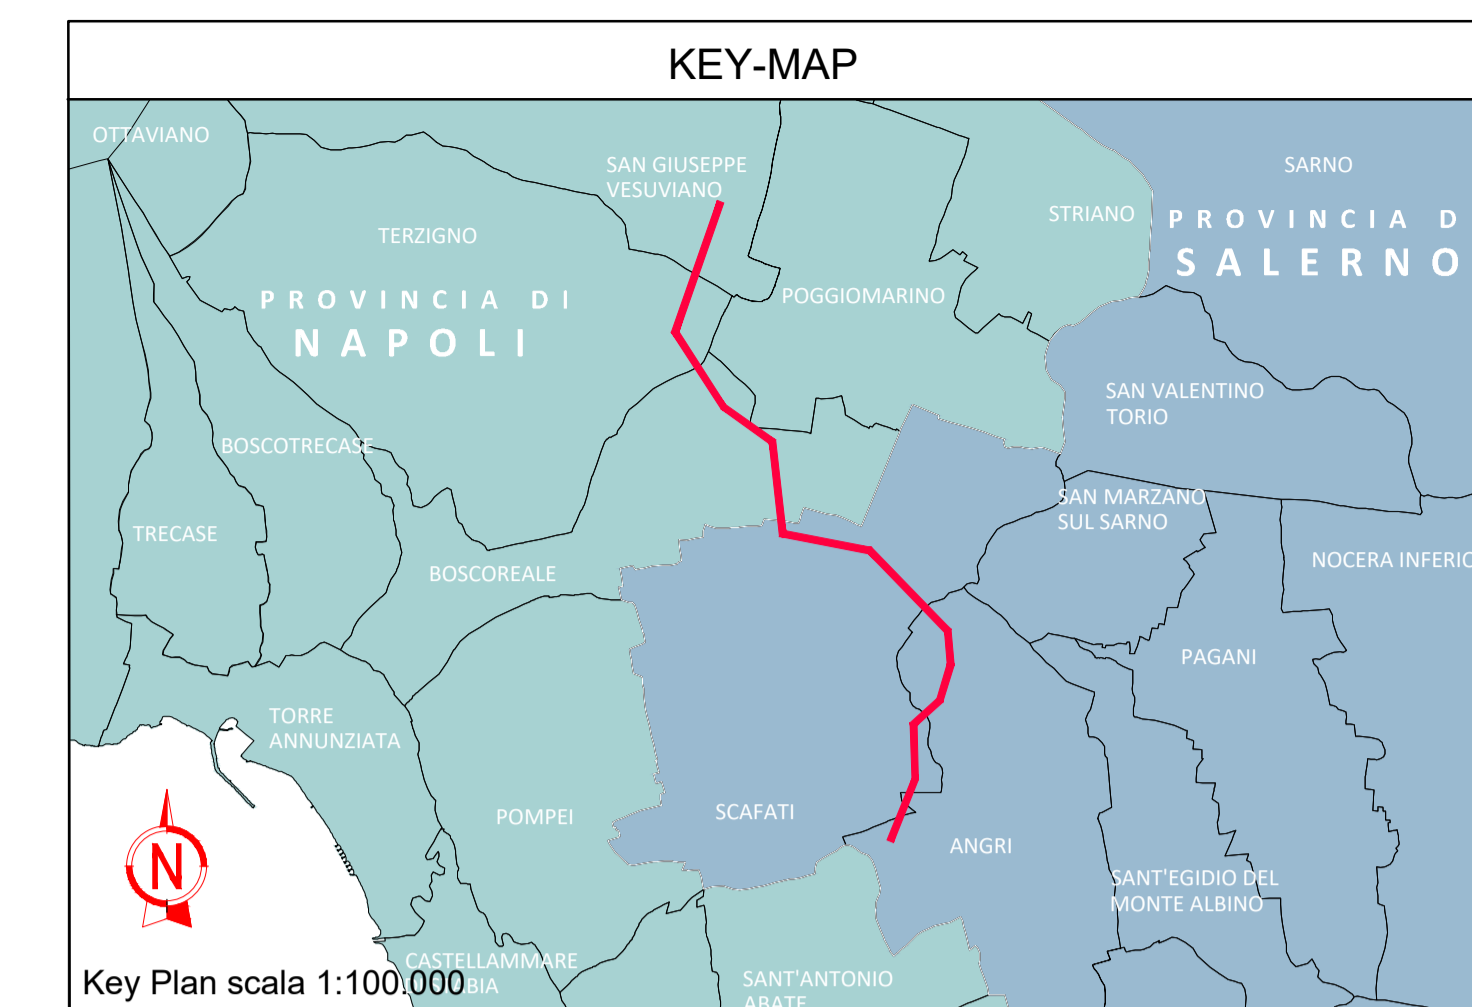 KEY-MAP
OTTAVIANO
SAN GIUSEPPE
VESUVIANO
SARNO
STRIANO
PROVINCIA D
SALERNO
TERZIGNO
PROVINCIA DI
NAPOLI
POGGIOMARINO
SAN VALENTINO
TORIO
BOSCOTRECASE
SAN MARZANO
SUL SARNO
TRECASE
NOCERA INFERIO
BOSCOREALE
PAGANI
TORRE
ANNUNZIATA
SCAFATI
POMPEI
ANGRI
N
SANT'EGIDIO DEL
MONTE ALBINO
CASTELLAMMARE
Key Plan scala 1:100.000
SANT'ANTONIO
ABATE